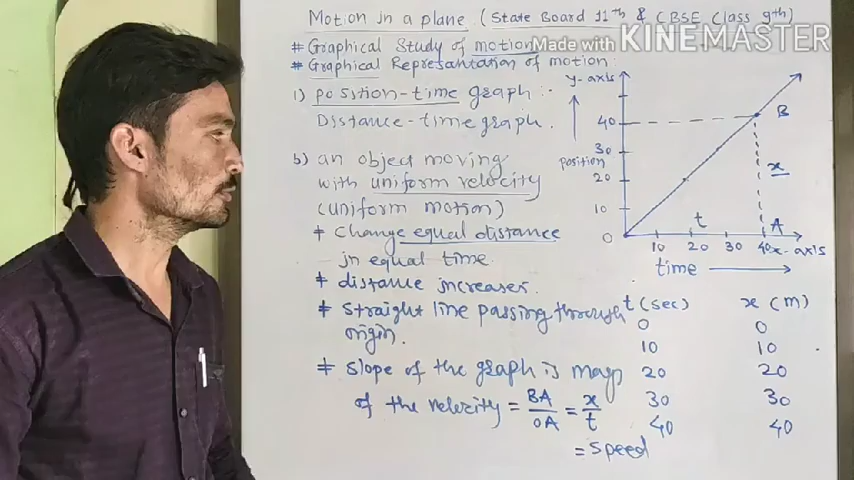 Motion in a plane (State Board 11th & CBSE Class 9th)
# Graphical Study of motion
Made with KINEMASTER
# Graphical Represantation of motion:
1) position-time graph :-
Distance-time graph.
b) an object moving
with uniform velocity
(uniform motion)
+ change equal distance
in equal time
+ distance increases.
+ straight line passing through
origin.
+ slope of the graph is mag
of the velocity = BA/OA = x/t
= speed
y-axis
40
30
20
10
0
position
B
x
A
t
10 20 30 40 x-axis
time
t (sec) x (m)
0 0
10 10
20 20
30 30
40 40